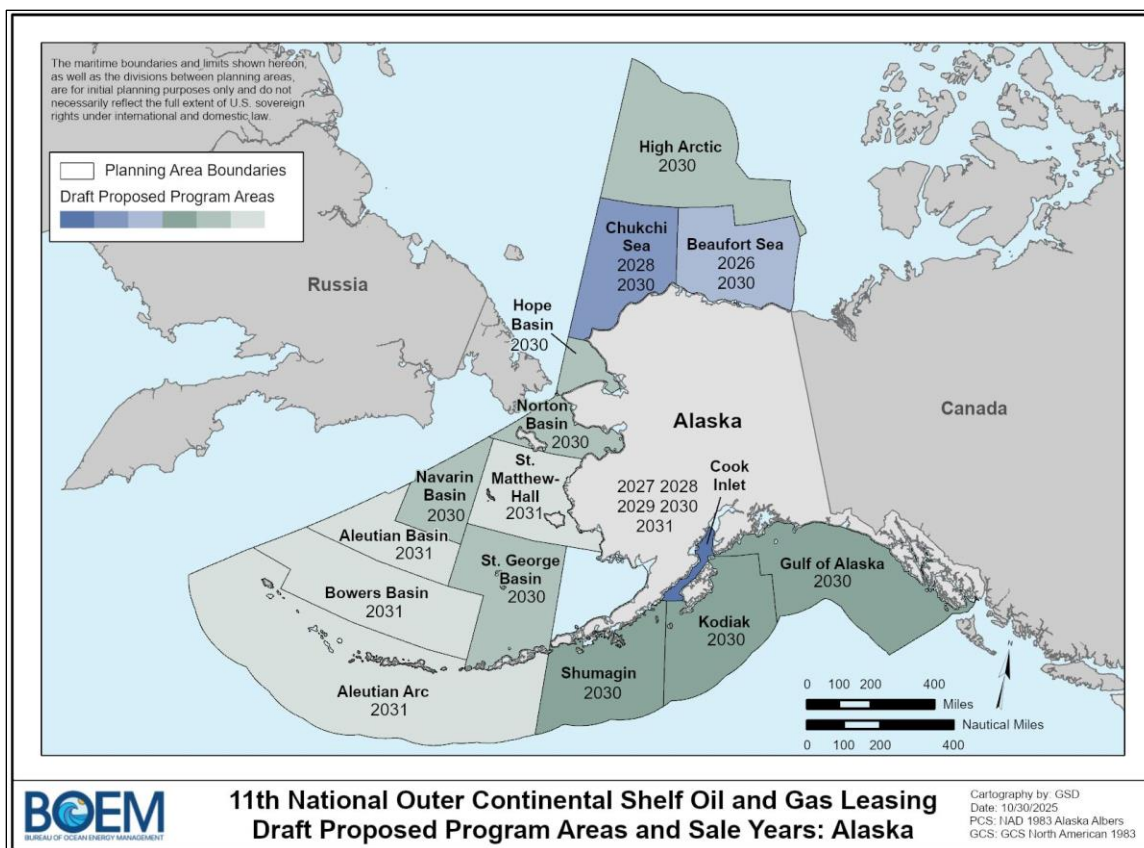 The maritime boundaries and limits shown hereon,
as well as the divisions between planning areas,
are for initial planning purposes only and do not
necessarily reflect the full extent of U.S. sovereign
rights under international and domestic law.
Planning Area Boundaries
Draft Proposed Program Areas
High Arctic
2030
Chukchi
Sea
2028
2030
Beaufort Sea
2026
2030
Russia
Hope
Basin
2030
Norton
Basin
2030
Alaska
Canada
St.
Matthew-
Hall
2031
Navarin
Basin
2030
Cook
Inlet
2027 2028
2029 2030
2031
Aleutian Basin
2031
St. George
Basin
2030
Gulf of Alaska
2030
Bowers Basin
2031
Kodiak
2030
Shumagin
2030
Aleutian Arc
2031
N
0 100 200 400
Miles
Nautical Miles
0 100 200 400
BOEM
BUREAU OF OCEAN ENERGY MANAGEMENT
11th National Outer Continental Shelf Oil and Gas Leasing
Draft Proposed Program Areas and Sale Years: Alaska
Cartography by: GSD
Date: 10/30/2025
PCS: NAD 1983 Alaska Albers
GCS: GCS North American 1983